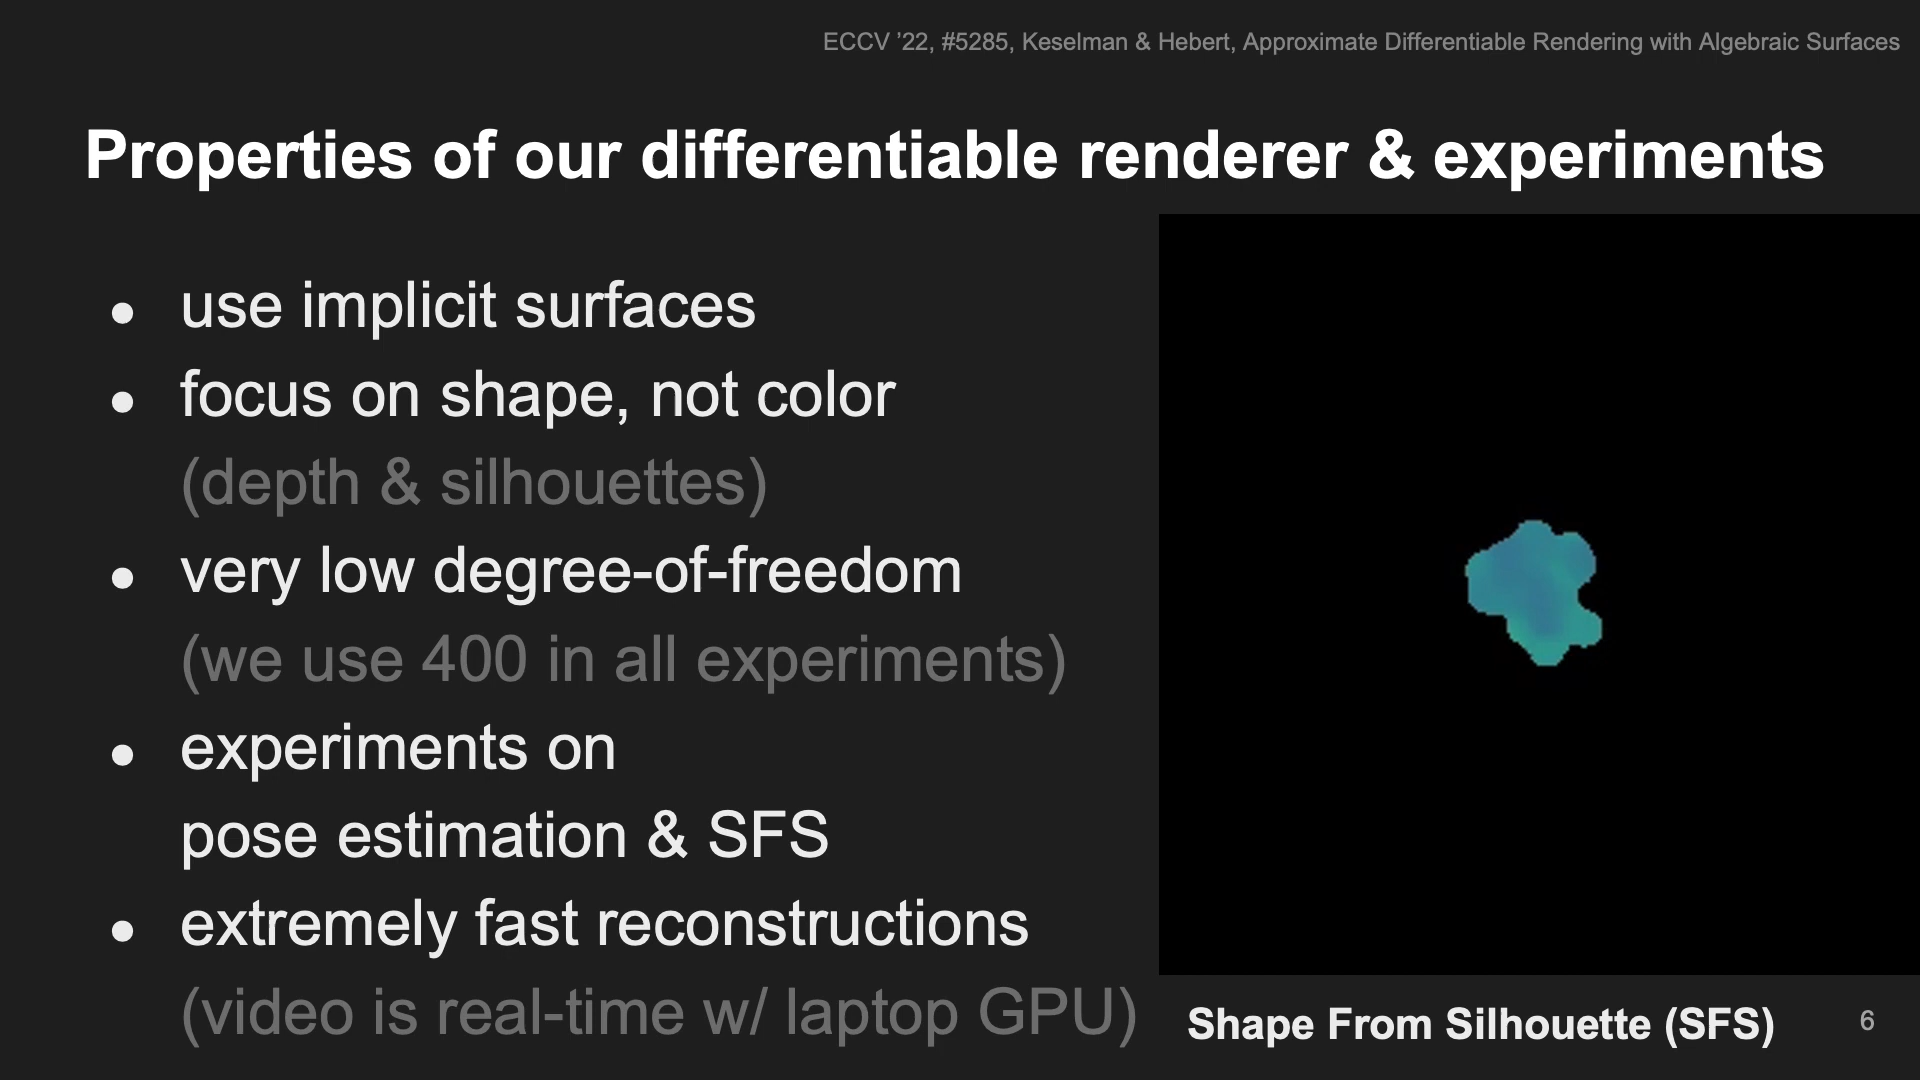 ECCV ’22, #5285, Keselman & Hebert, Approximate Differentiable Rendering with Algebraic Surfaces
Properties of our differentiable renderer & experiments
● use implicit surfaces
● focus on shape, not color
(depth & silhouettes)
● very low degree-of-freedom
(we use 400 in all experiments)
● experiments on
pose estimation & SFS
● extremely fast reconstructions
(video is real-time w/ laptop GPU)
Shape From Silhouette (SFS)
6